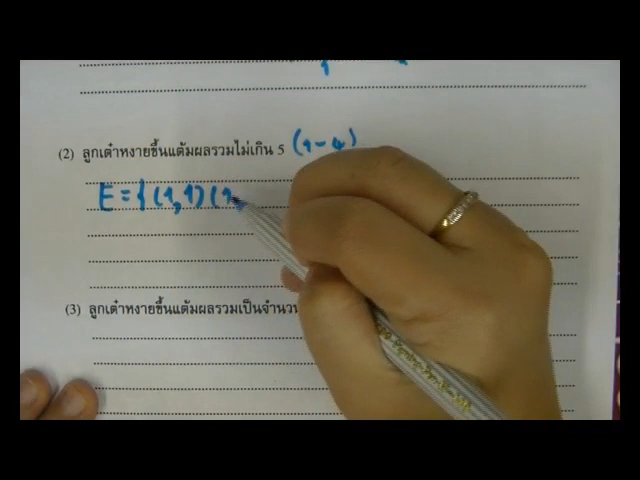 (2) ลูกเต๋าหงายขึ้นแต้มผลรวมไม่เกิน 5 (1-4)
E = { (1,1) (1,
(3) ลูกเต๋าหงายขึ้นแต้มผลรวมเป็นจำนว